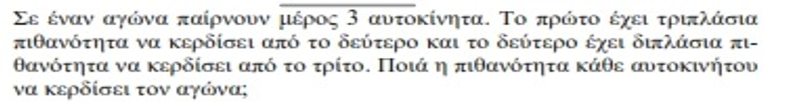 Σε έναν αγώνα παίρνουν μέρος 3 αυτοκίνητα. Το πρώτο έχει τριπλάσια
πιθανότητα να κερδίσει από το δεύτερο και το δεύτερο έχει διπλάσια πι-
θανότητα να κερδίσει από το τρίτο. Ποιά η πιθανότητα κάθε αυτοκινήτου
να κερδίσει τον αγώνα;